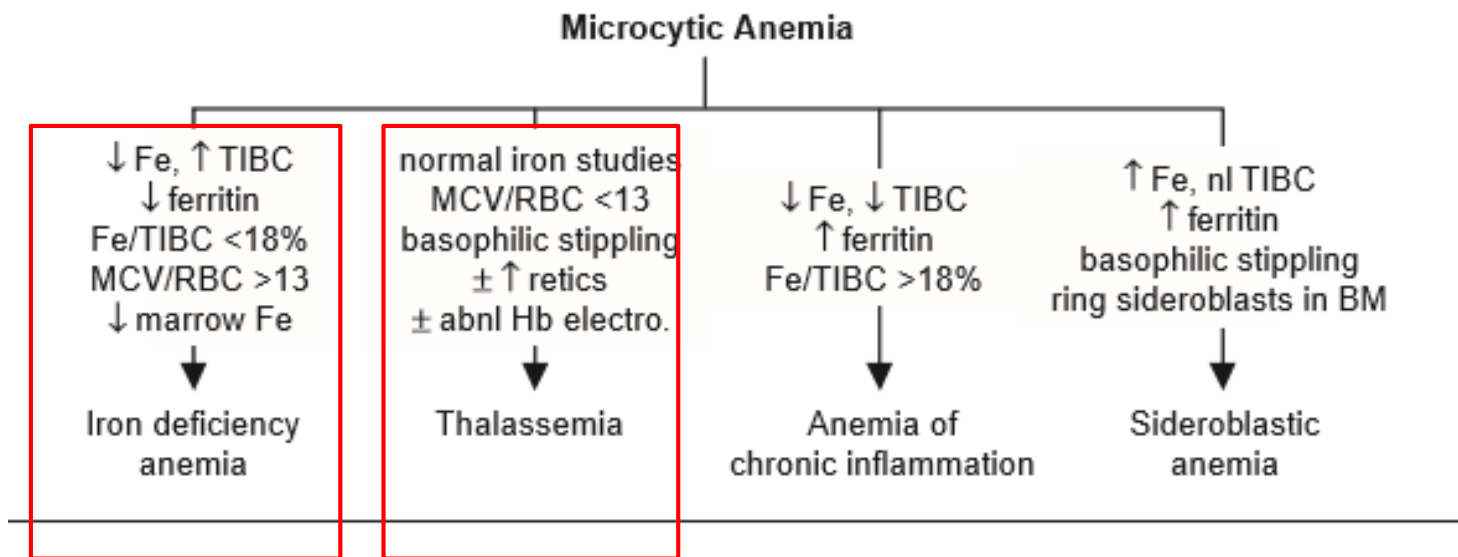 Microcytic Anemia
↓ Fe, ↑ TIBC
↓ ferritin
Fe/TIBC <18%
MCV/RBC >13
↓ marrow Fe
Iron deficiency
anemia
normal iron studies
MCV/RBC <13
basophilic stippling
± ↑ retics
± abnl Hb electro.
Thalassemia
↓ Fe, ↓ TIBC
↑ ferritin
Fe/TIBC >18%
Anemia of
chronic inflammation
↑ Fe, nl TIBC
↑ ferritin
basophilic stippling
ring sideroblasts in BM
Sideroblastic
anemia